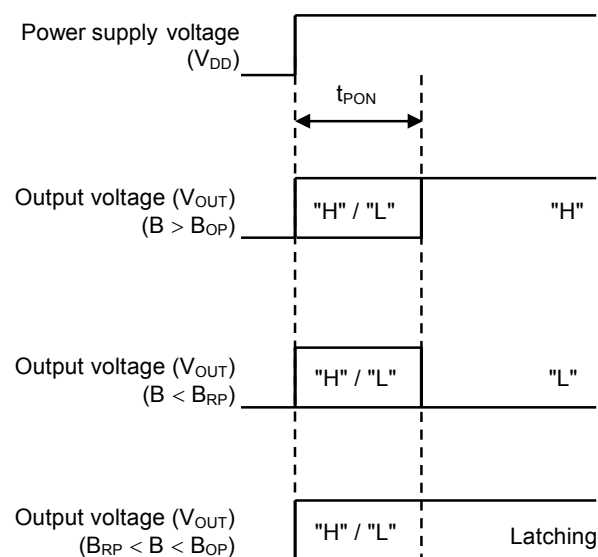 Power supply voltage
(VDD)
tPON
Output voltage (VOUT)
(B > BOP)
"H" / "L"
"H"
Output voltage (VOUT)
(B < BRP)
"H" / "L"
"L"
Output voltage (VOUT)
(BRP < B < BOP)
"H" / "L"
Latching